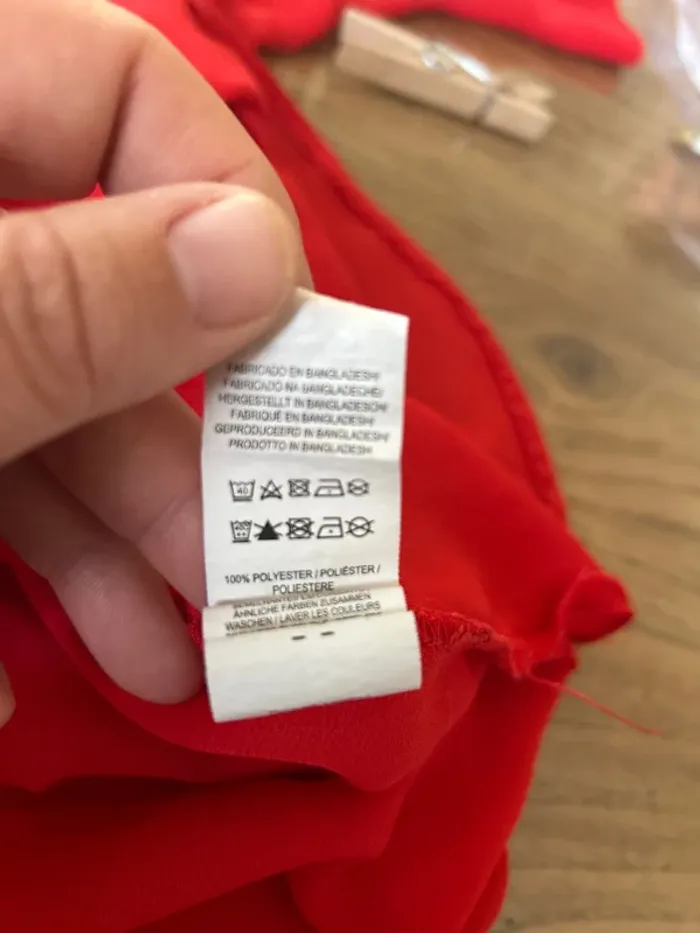 FABRICADO EN BANGLADESH/
FABRICADO NA BANGLADECHE/
HERGESTELLT IN BANGLADESCH/
FABRIQUÉ EN BANGLADESH/
GEPRODUCEERD IN BANGLADESH/
PRODOTTO IN BANGLADESH
40
100% POLYESTER / POLIÉSTER /
POLIESTERE
ÄHNLICHE FARBEN ZUSAMMEN
WASCHEN / LAVER LES COULEURS